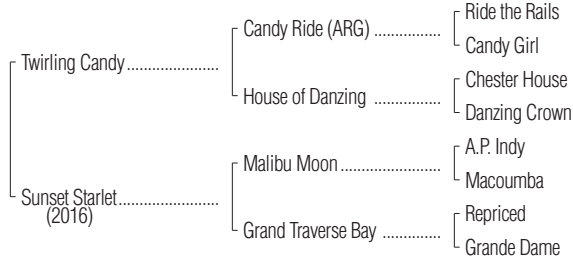 Ride the Rails
Candy Ride (ARG) ................
Candy Girl
Twirling Candy ......................
Chester House
House of Danzing ................
Danzing Crown
A.P. Indy
Malibu Moon ........................
Macoumba
Sunset Starlet ........................
(2016)
Repriced
Grand Traverse Bay ..............
Grande Dame